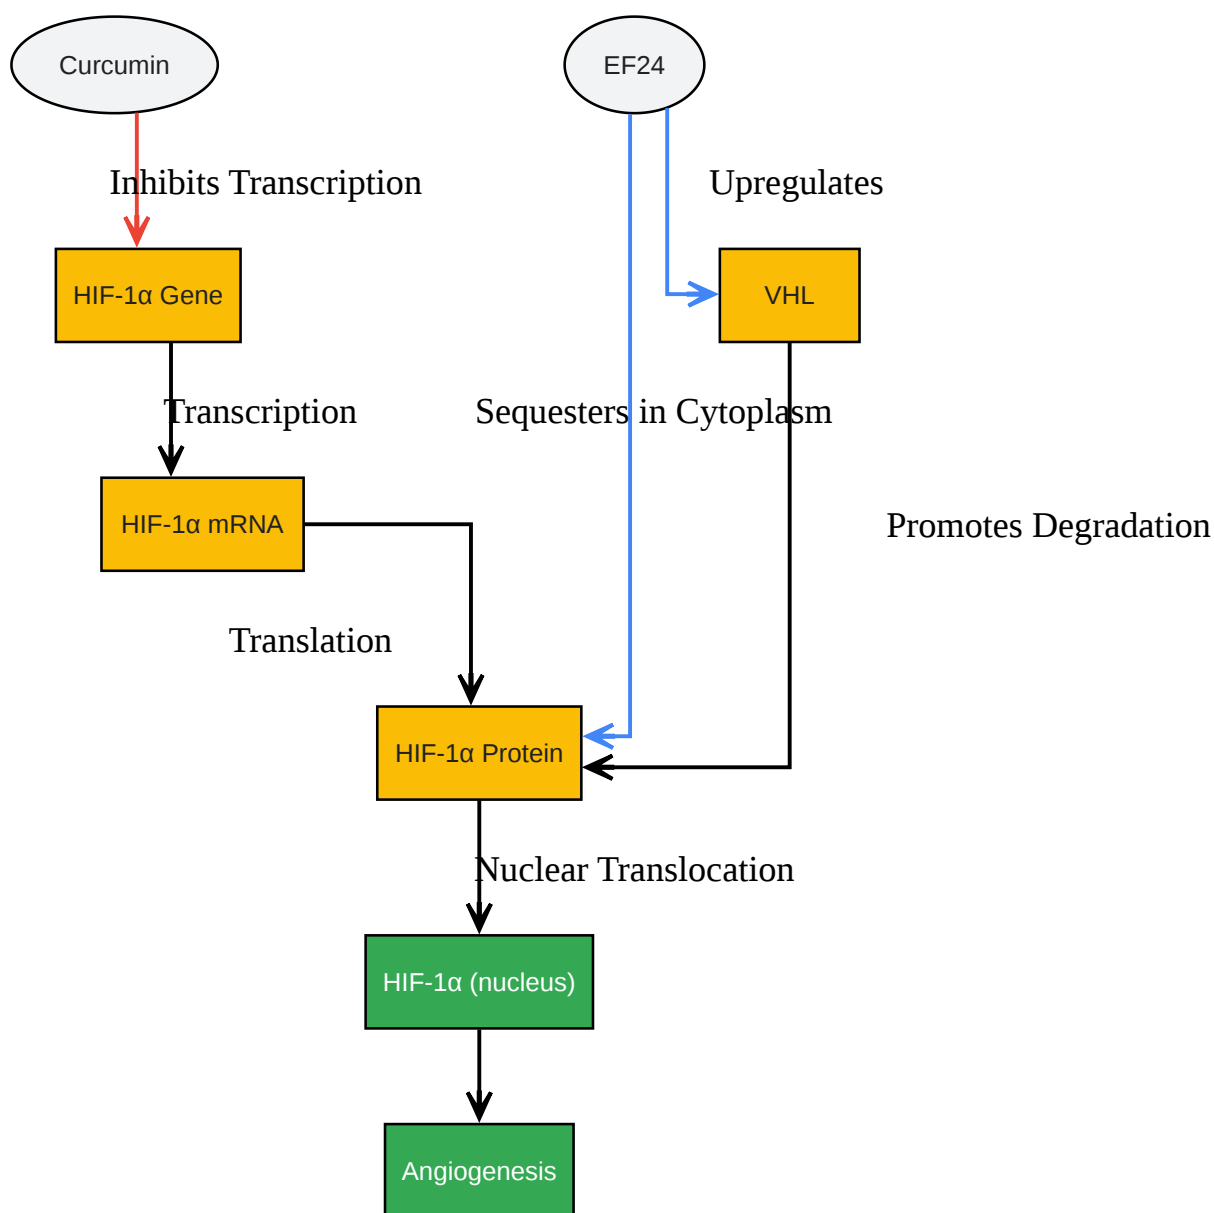 Curcumin
EF24
Inhibits Transcription
Upregulates
HIF-1α Gene
VHL
Transcription
Sequesters in Cytoplasm
HIF-1α mRNA
Promotes Degradation
Translation
HIF-1α Protein
Nuclear Translocation
HIF-1α (nucleus)
Angiogenesis